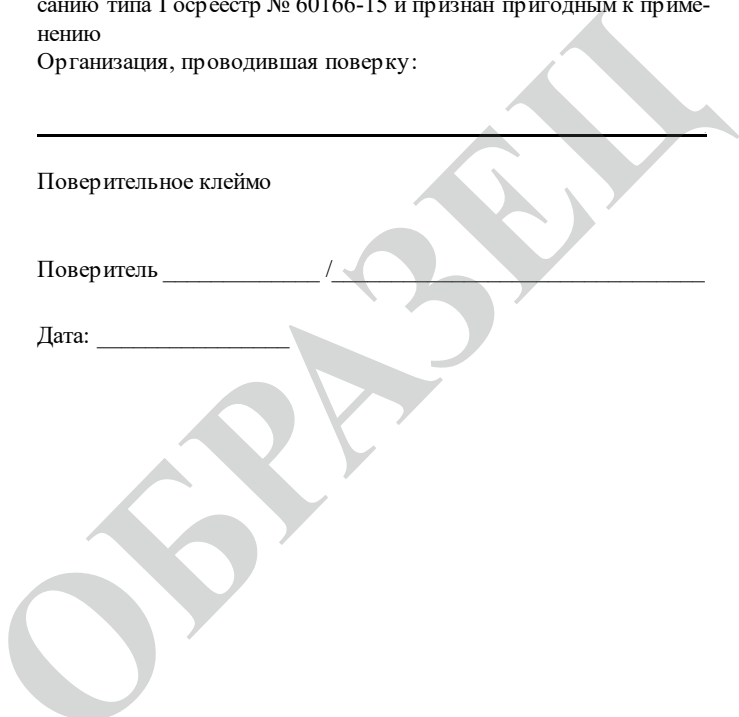 санию типа Госреестр № 60166-15 и признан пригодным к приме-
нению
Организация, проводившая поверку:
Поверительное клеймо
Поверитель _____________ /_______________________________
Дата: ________________
ОБРАЗЕЦ